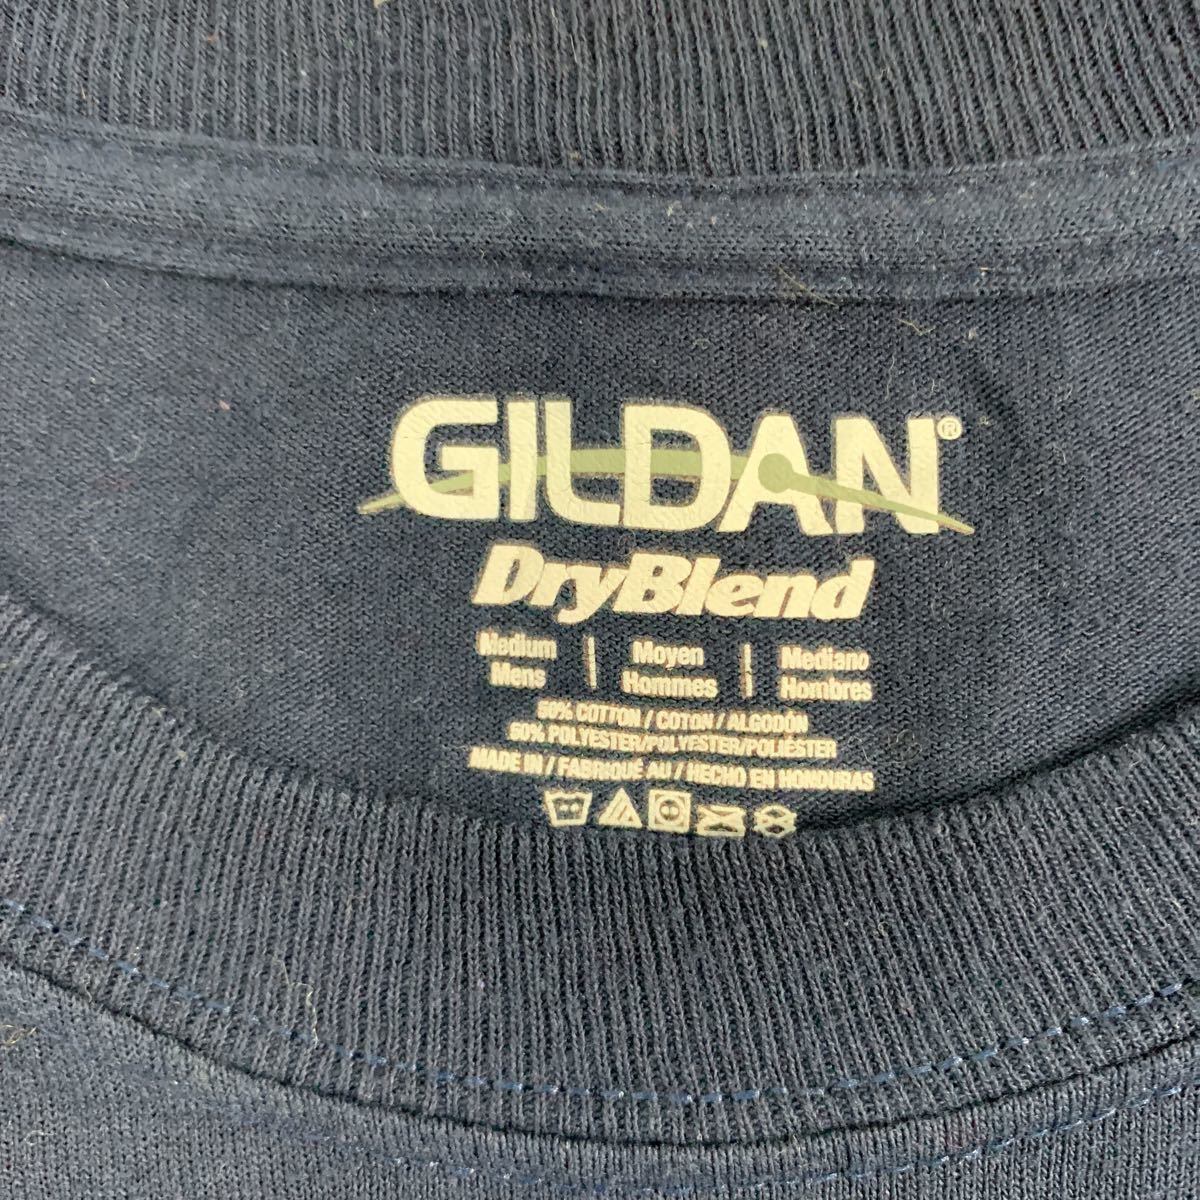 GILDAN®
DryBlend
Medium | Moyen | Mediano
Mens | Hommes | Hombres
50% COTTON / COTON / ALGODÓN
50% POLYESTER/POLYESTER/POLIÉSTER
MADE IN / FABRIQUÉ AU / HECHO EN HONDURAS